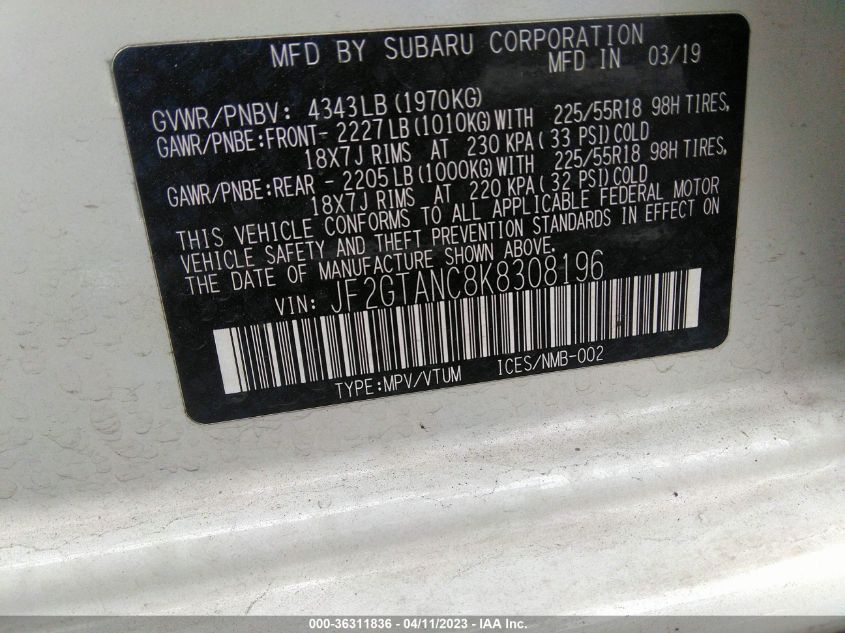 MFD BY SUBARU CORPORATION
MFD IN 03/19
GVWR/PNBV: 4343LB(1970KG)
GAWR/PNBE:FRONT- 2227LB(1010KG)WITH 225/55R18 98H TIRES,
18X7J RIMS AT 230 KPA(33 PSI)COLD
GAWR/PNBE:REAR - 2205LB(1000KG)WITH 225/55R18 98H TIRES,
18X7J RIMS AT 220 KPA(32 PSI)COLD
THIS VEHICLE CONFORMS TO ALL APPLICABLE FEDERAL MOTOR
VEHICLE SAFETY AND THEFT PREVENTION STANDARDS IN EFFECT ON
THE DATE OF MANUFACTURE SHOWN ABOVE.
VIN: JF2GTANC8K8308196
TYPE:MPV/VTUM ICES/NMB-002
000-36311836 - 04/11/2023 - IAA Inc.